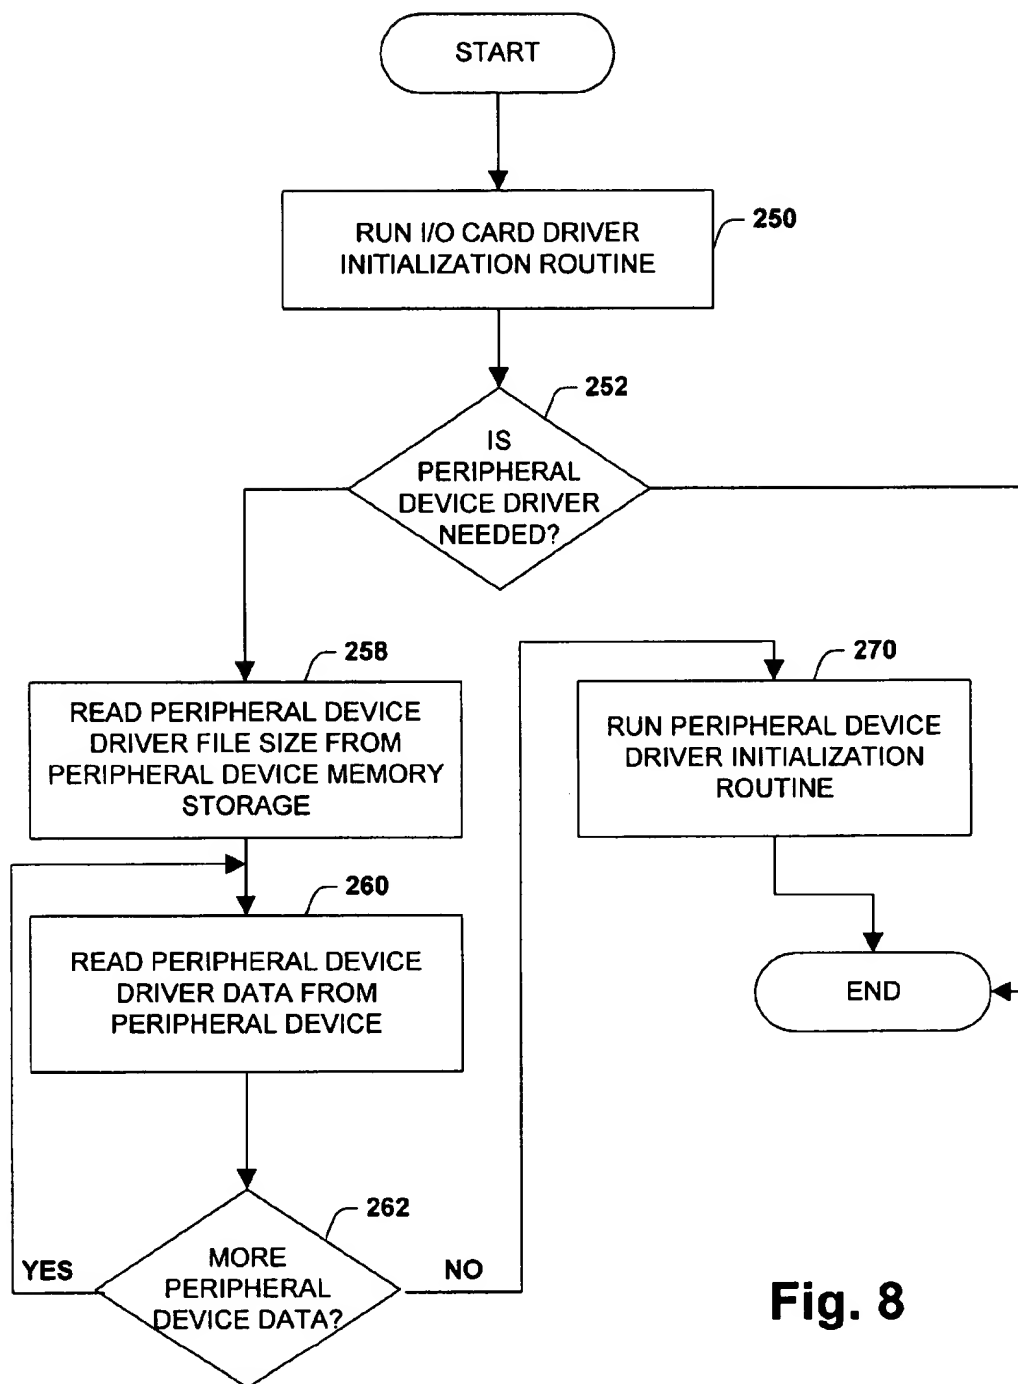 START
RUN I/O CARD DRIVER
INITIALIZATION ROUTINE
250
IS
PERIPHERAL
DEVICE DRIVER
NEEDED?
252
READ PERIPHERAL DEVICE
DRIVER FILE SIZE FROM
PERIPHERAL DEVICE MEMORY
STORAGE
258
RUN PERIPHERAL DEVICE
DRIVER INITIALIZATION
ROUTINE
270
READ PERIPHERAL DEVICE
DRIVER DATA FROM
PERIPHERAL DEVICE
260
END
MORE
PERIPHERAL
DEVICE DATA?
262
YES
NO
Fig. 8